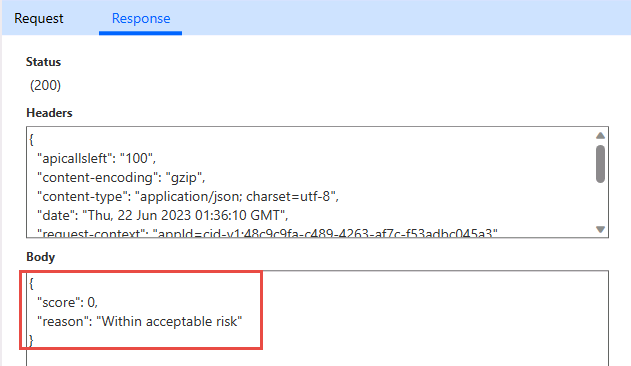 Request Response
Status
(200)
Headers
{
"apicallsleft": "100",
"content-encoding": "gzip",
"content-type": "application/json; charset=utf-8",
"date": "Thu, 22 Jun 2023 01:36:10 GMT",
"request-context": "appId=cid-v1:48c9c9fa-c489-4263-af7c-f53adbc045a3"
Body
{
"score": 0,
"reason": "Within acceptable risk"
}